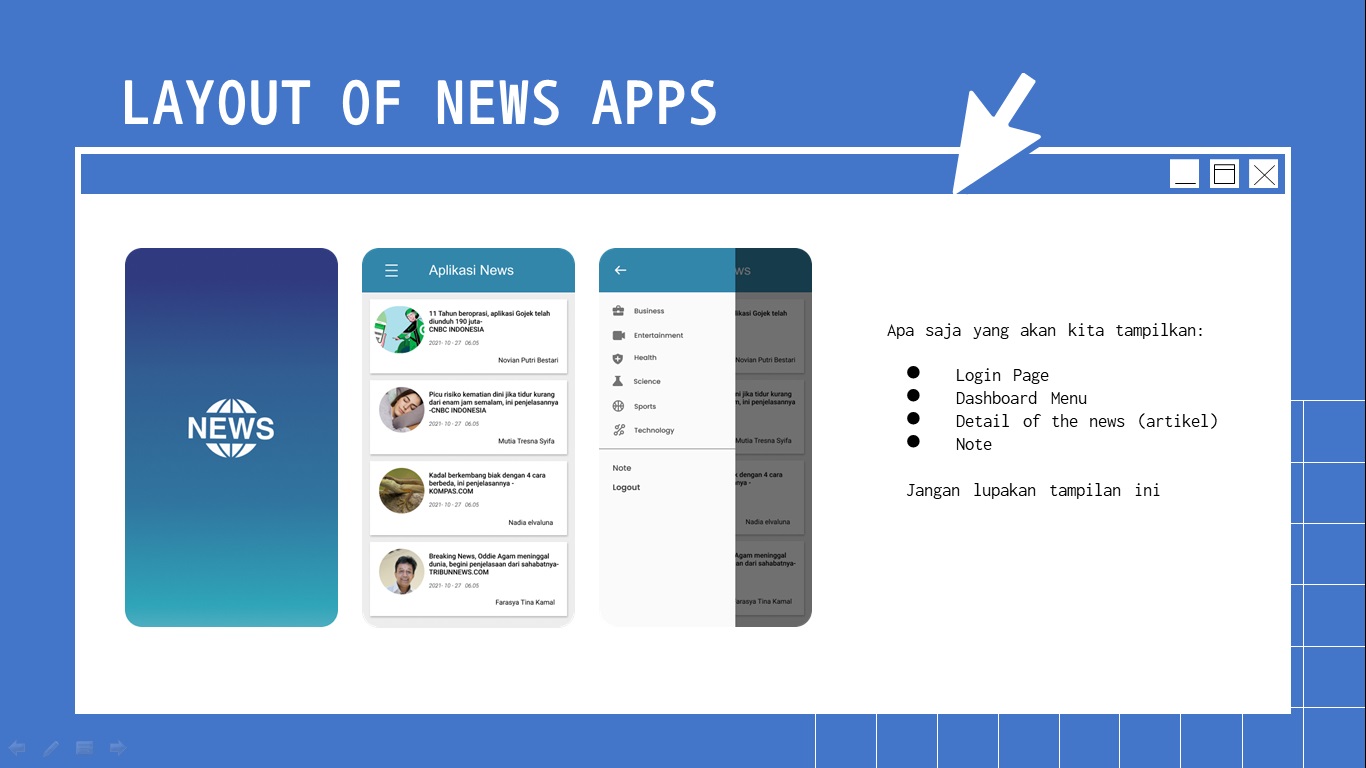 LAYOUT OF NEWS APPS
NEWS
Aplikasi News
11 Tahun beroprasi, aplikasi Gojek telah
diunduh 190 juta-
CNBC INDONESIA
2021-10-27 06.05
Novian Putri Bestari
Picu risiko kematian dini jika tidur kurang
dari enam jam semalam, ini penjelasannya
-CNBC INDONESIA
2021-10-27 06.05
Mutia Tresna Syifa
Kadal berkembang biak dengan 4 cara
berbeda, ini penjelasannya -
KOMPAS.COM
2021-10-27 06.05
Nadia elvaluna
Breaking News, Oddie Agam meninggal
dunia, begini penjelasaan dari sahabatnya-
TRIBUNNEWS.COM
2021-10-27 06.05
Farasya Tina Kamal
ws
Business
Entertainment
Health
Science
Sports
Technology
Note
Logout
likasi Gojek telah
Novian Putri Bestari
ka tidur kurang
n, ini penjelasannya
Mutia Tresna Syifa
k dengan 4 cara
nya -
Nadia elvaluna
Agam meninggal
an dari sahabatnya-
Farasya Tina Kamal
Apa saja yang akan kita tampilkan:
● Login Page
● Dashboard Menu
● Detail of the news (artikel)
● Note
Jangan lupakan tampilan ini